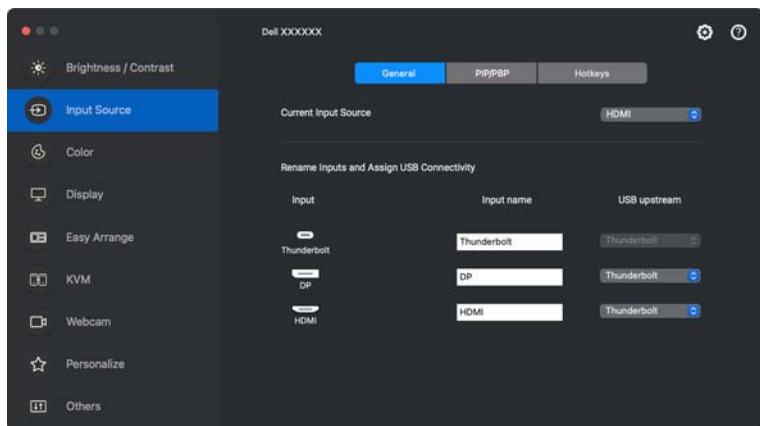 Dell XXXXXX
Brightness / Contrast
Input Source
Color
Display
Easy Arrange
KVM
Webcam
Personalize
Others
General PIP/PBP Hotkeys
Current Input Source HDMI
Rename Inputs and Assign USB Connectivity
Input Input name USB upstream
Thunderbolt Thunderbolt Thunderbolt
DP DP Thunderbolt
HDMI HDMI Thunderbolt